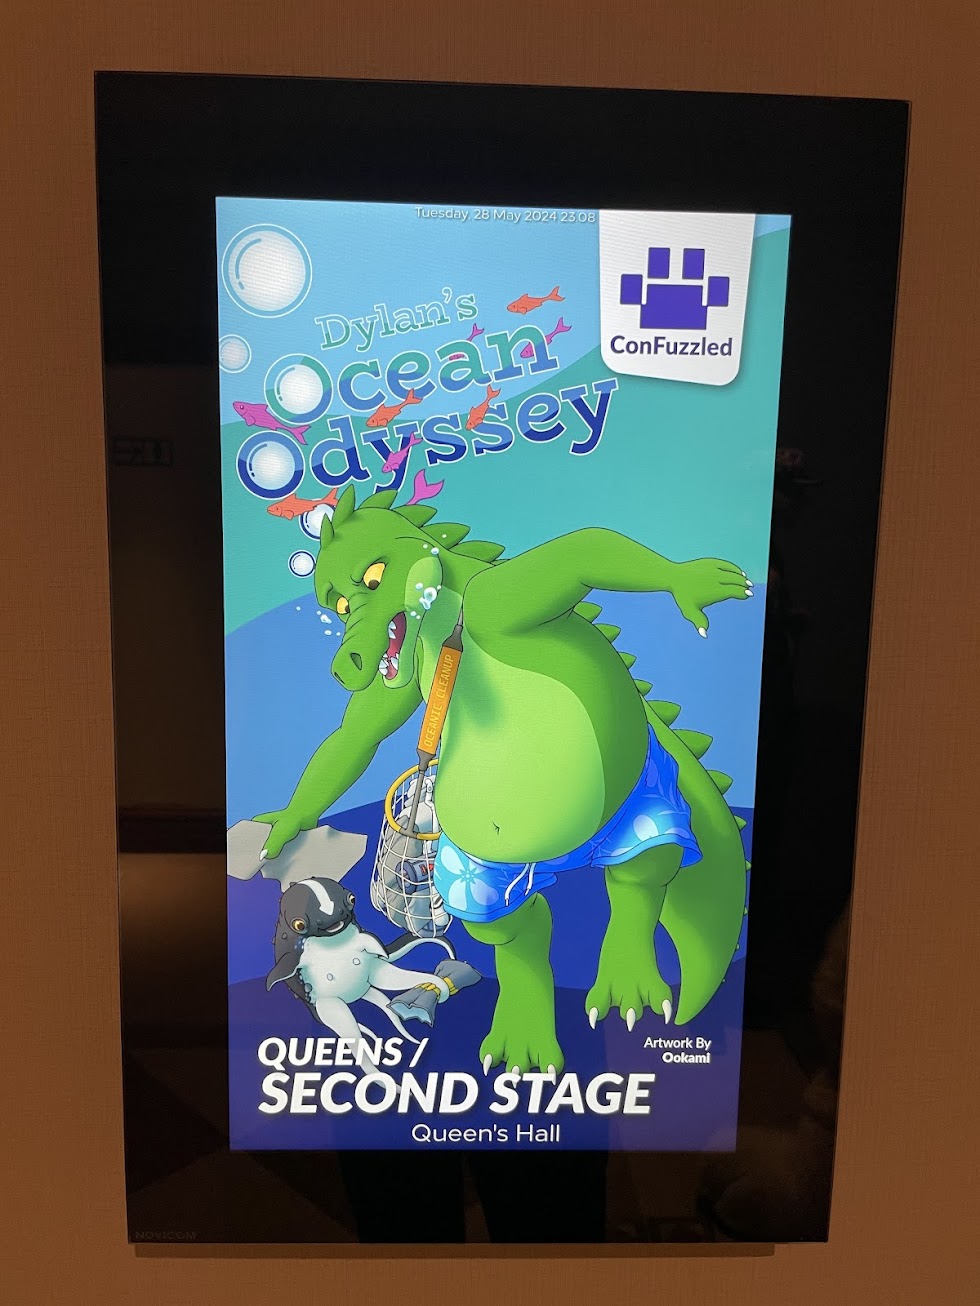 Tuesday, 28 May 2024 23:08
ConFuzzled
Dylan's
Ocean
Odyssey
OCEANIC CLEANUP
Artwork By
Ookami
QUEENS /
SECOND STAGE
Queen's Hall
NOVICOM